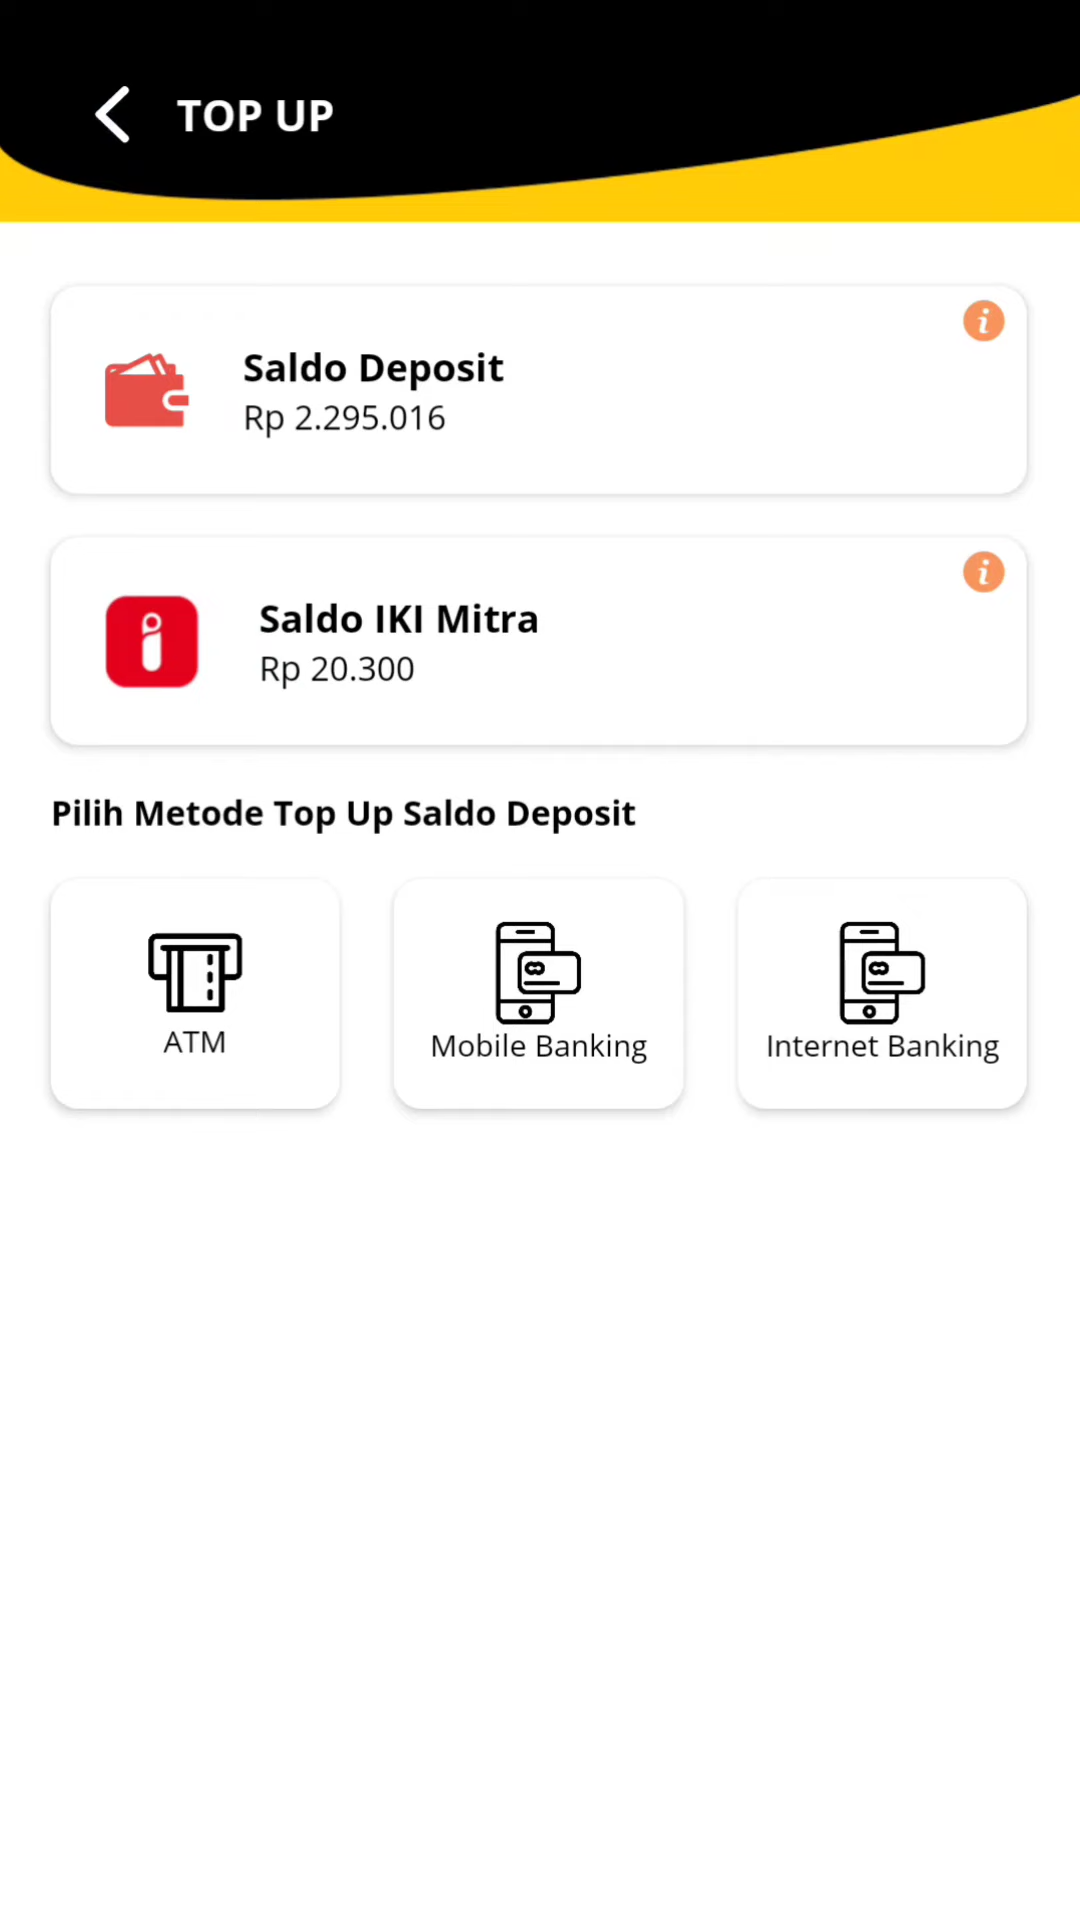 TOP UP
Saldo Deposit
Rp 2.295.016
Saldo IKI Mitra
Rp 20.300
Pilih Metode Top Up Saldo Deposit
ATM
Mobile Banking
Internet Banking